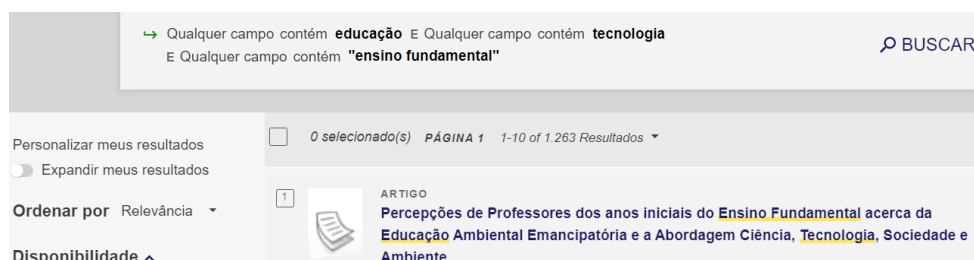 ↪ Qualquer campo contém educação E Qualquer campo contém tecnologia
E Qualquer campo contém "ensino fundamental"
BUSCAR
Personalizar meus resultados
Expandir meus resultados
Ordenar por Relevância
Disponibilidade
0 selecionado(s) PÁGINA 1 1-10 of 1.263 Resultados
1
ARTIGO
Percepções de Professores dos anos iniciais do Ensino Fundamental acerca da
Educação Ambiental Emancipatória e a Abordagem Ciência, Tecnologia, Sociedade e
Ambiente